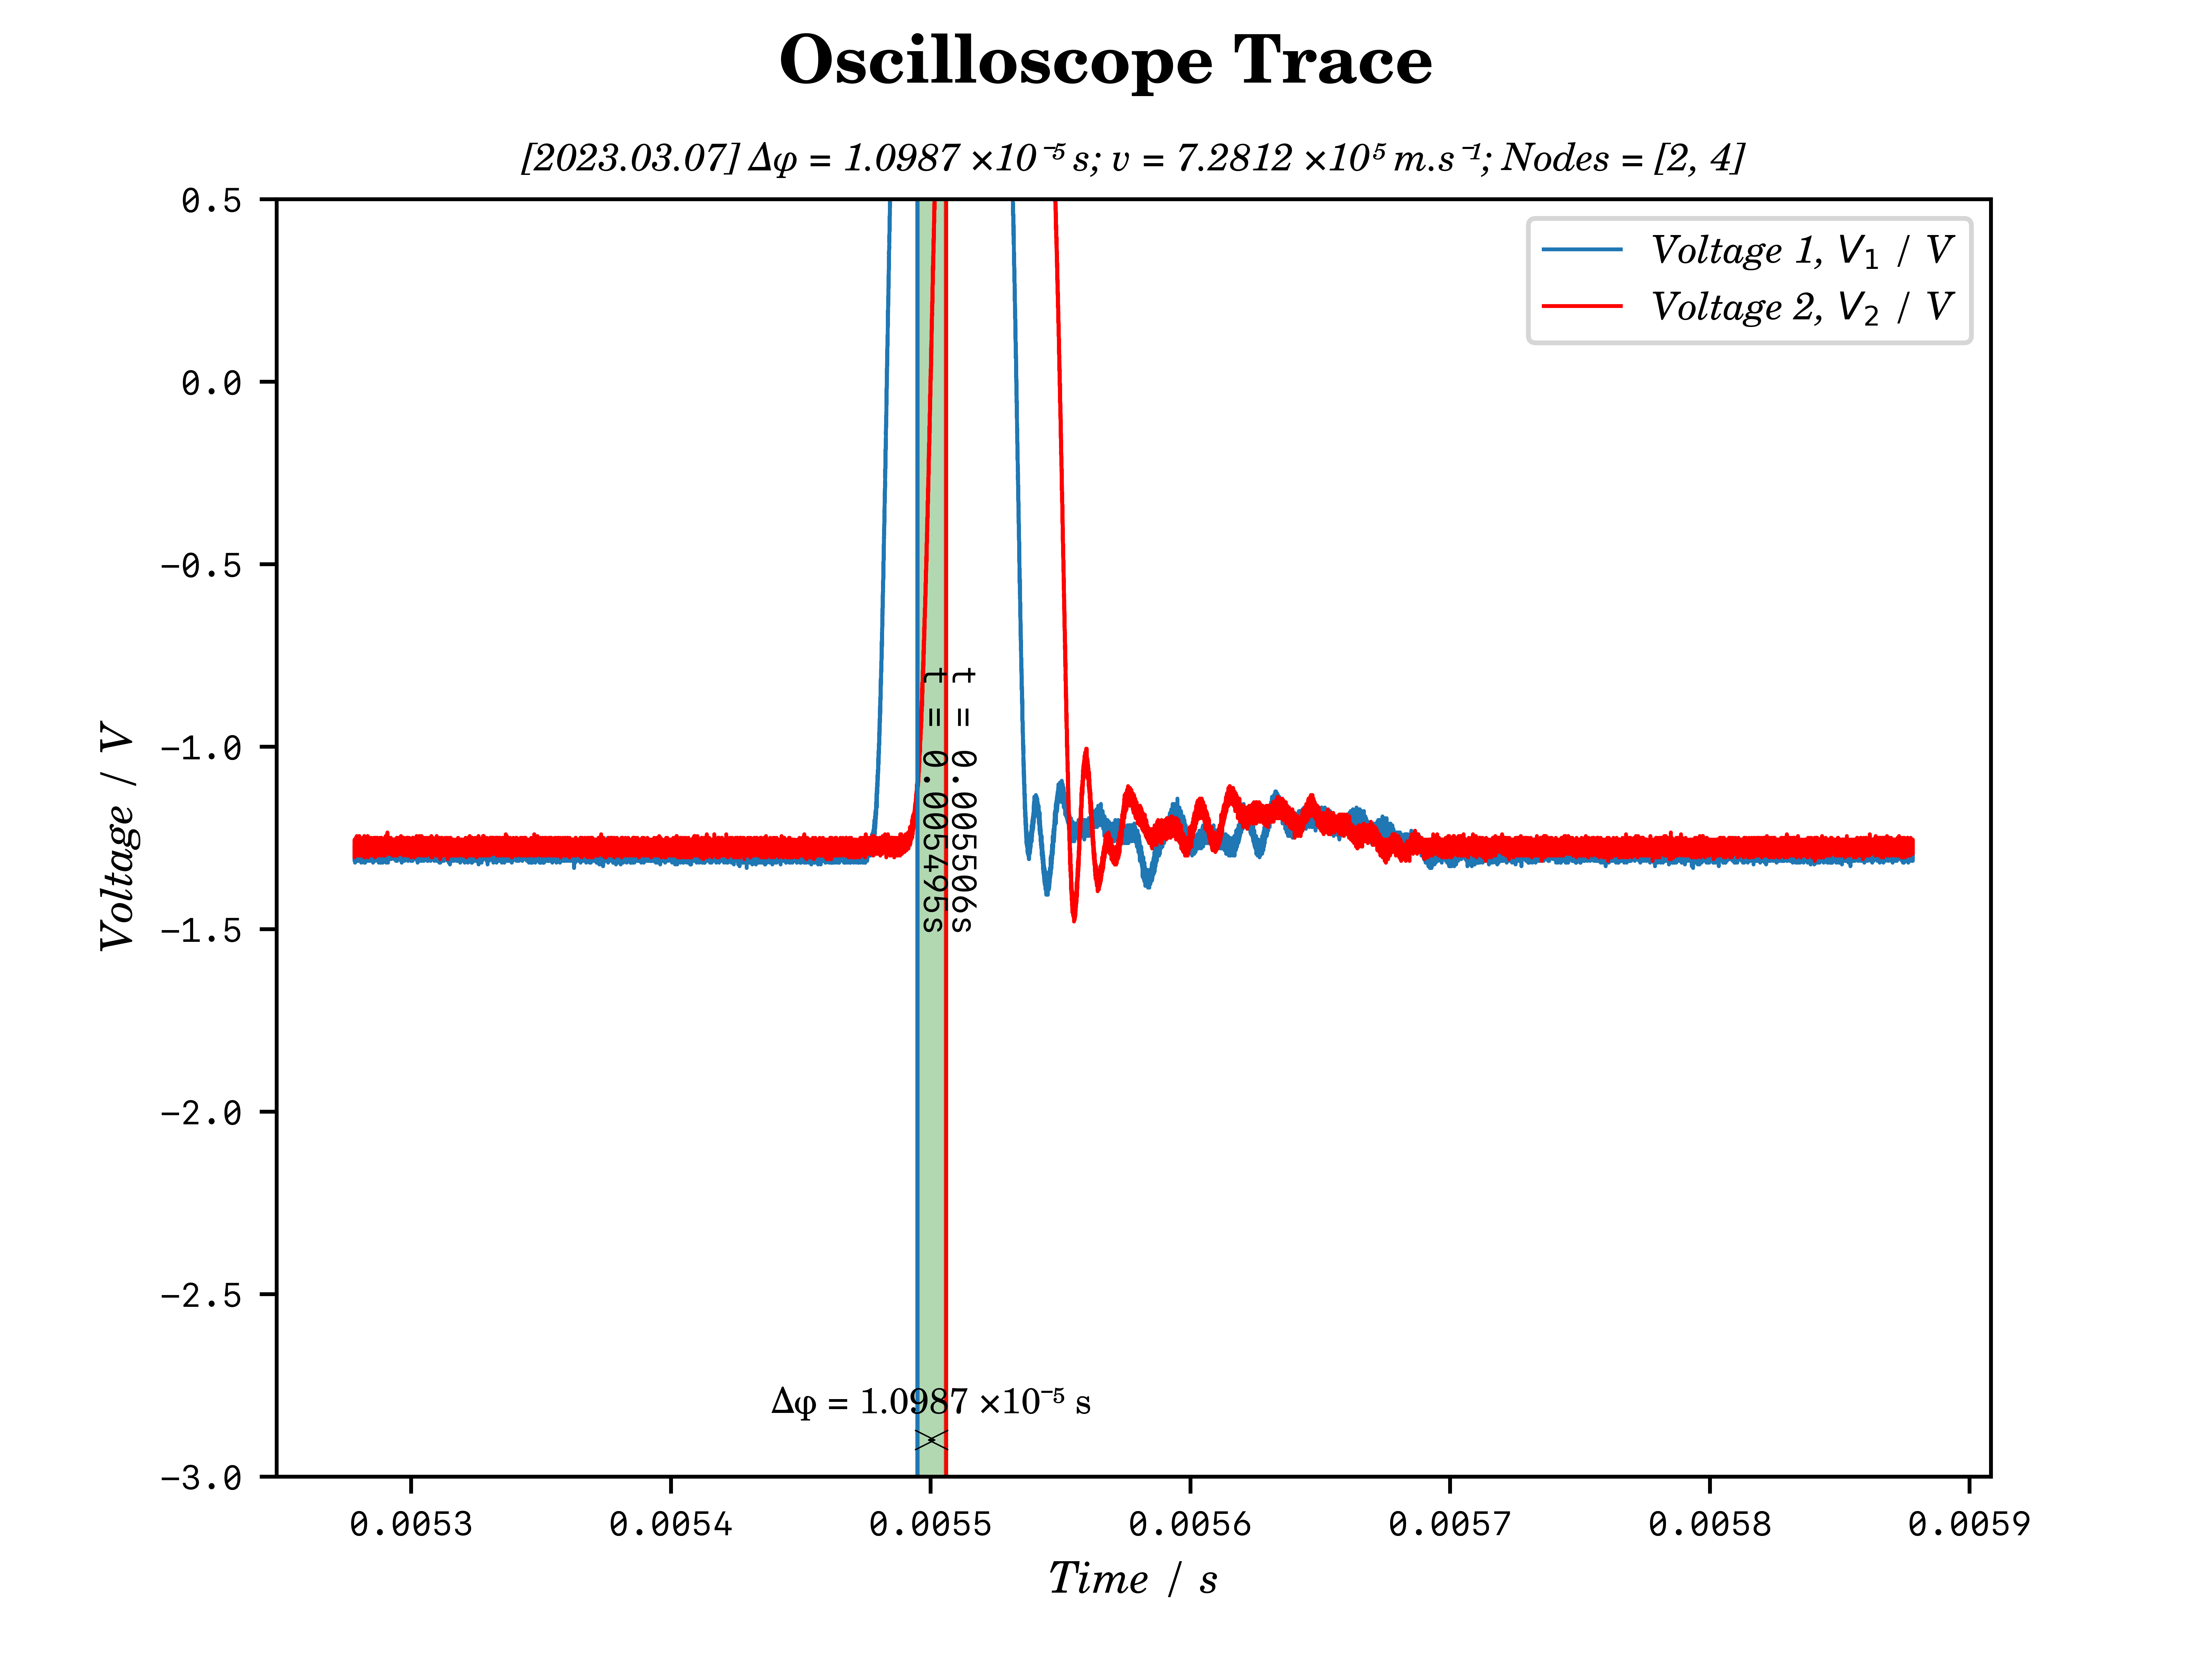 Oscilloscope Trace
[2023.03.07] Δφ = 1.0987 ×10⁻⁵ s; v = 7.2812 ×10⁵ m.s⁻¹; Nodes = [2, 4]
Voltage 1, V₁ / V
Voltage 2, V₂ / V
0.5
0.0
−0.5
−1.0
−1.5
−2.0
−2.5
−3.0
Voltage / V
t = 0.005506s
t = 0.005495s
Δφ = 1.0987 ×10⁻⁵ s
0.0053 0.0054 0.0055 0.0056 0.0057 0.0058 0.0059
Time / s